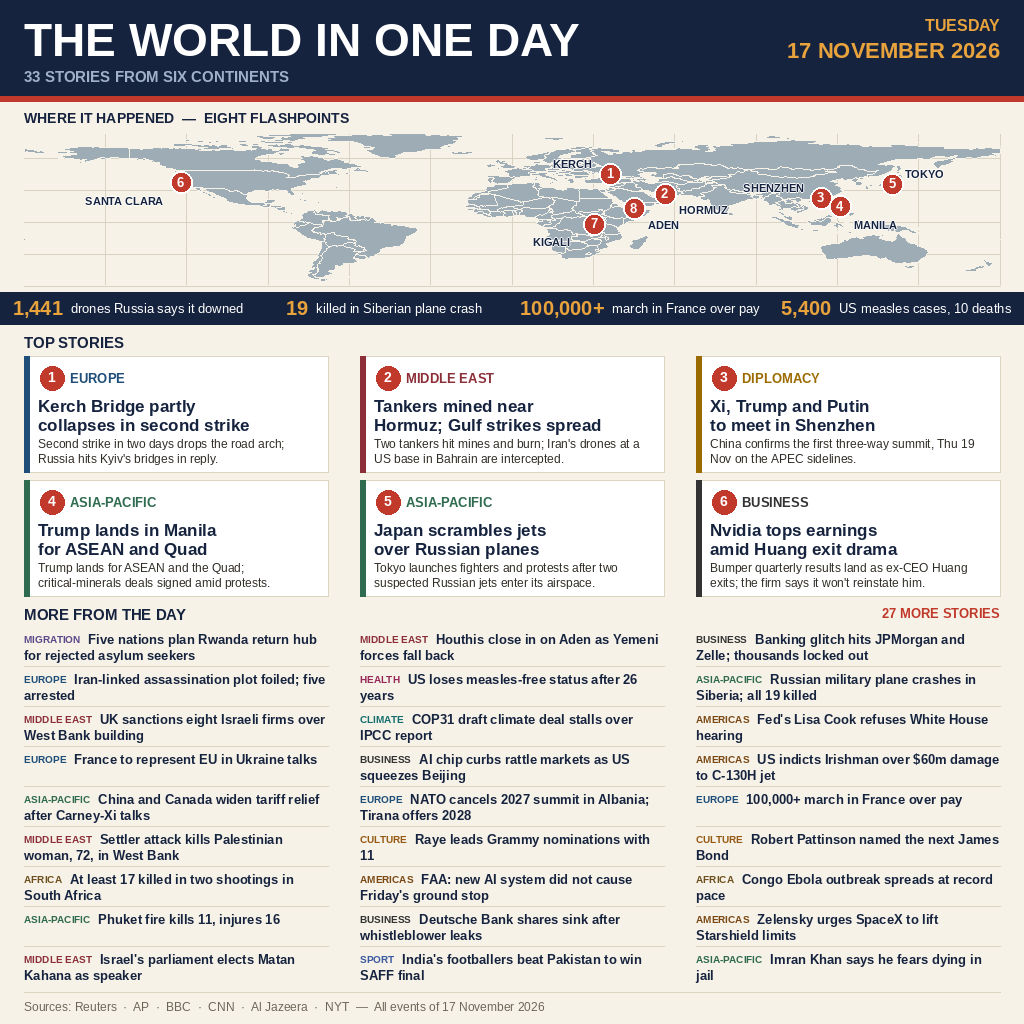 THE WORLD IN ONE DAY
33 STORIES FROM SIX CONTINENTS
TUESDAY
17 NOVEMBER 2026
WHERE IT HAPPENED — EIGHT FLASHPOINTS
KERCH
1
6
SANTA CLARA
SHENZHEN
3
4
MANILA
5
TOKYO
2
HORMUZ
8
ADEN
7
KIGALI
1,441 drones Russia says it downed
19 killed in Siberian plane crash
100,000+ march in France over pay
5,400 US measles cases, 10 deaths
TOP STORIES
1 EUROPE
Kerch Bridge partly
collapses in second strike
Second strike in two days drops the road arch;
Russia hits Kyiv's bridges in reply.
2 MIDDLE EAST
Tankers mined near
Hormuz; Gulf strikes spread
Two tankers hit mines and burn; Iran's drones at a
US base in Bahrain are intercepted.
3 DIPLOMACY
Xi, Trump and Putin
to meet in Shenzhen
China confirms the first three-way summit, Thu 19
Nov on the APEC sidelines.
4 ASIA-PACIFIC
Trump lands in Manila
for ASEAN and Quad
Trump lands for ASEAN and the Quad;
critical-minerals deals signed amid protests.
5 ASIA-PACIFIC
Japan scrambles jets
over Russian planes
Tokyo launches fighters and protests after two
suspected Russian jets enter its airspace.
6 BUSINESS
Nvidia tops earnings
amid Huang exit drama
Bumper quarterly results land as ex-CEO Huang
exits; the firm says it won't reinstate him.
MORE FROM THE DAY
27 MORE STORIES
MIGRATION Five nations plan Rwanda return hub
for rejected asylum seekers
EUROPE Iran-linked assassination plot foiled; five
arrested
MIDDLE EAST UK sanctions eight Israeli firms over
West Bank building
EUROPE France to represent EU in Ukraine talks
ASIA-PACIFIC China and Canada widen tariff relief
after Carney-Xi talks
MIDDLE EAST Settler attack kills Palestinian
woman, 72, in West Bank
AFRICA At least 17 killed in two shootings in
South Africa
ASIA-PACIFIC Phuket fire kills 11, injures 16
MIDDLE EAST Israel's parliament elects Matan
Kahana as speaker
MIDDLE EAST Houthis close in on Aden as Yemeni
forces fall back
HEALTH US loses measles-free status after 26
years
CLIMATE COP31 draft climate deal stalls over
IPCC report
BUSINESS AI chip curbs rattle markets as US
squeezes Beijing
EUROPE NATO cancels 2027 summit in Albania;
Tirana offers 2028
CULTURE Raye leads Grammy nominations with
11
AMERICAS FAA: new AI system did not cause
Friday's ground stop
BUSINESS Deutsche Bank shares sink after
whistleblower leaks
SPORT India's footballers beat Pakistan to win
SAFF final
BUSINESS Banking glitch hits JPMorgan and
Zelle; thousands locked out
ASIA-PACIFIC Russian military plane crashes in
Siberia; all 19 killed
AMERICAS Fed's Lisa Cook refuses White House
hearing
AMERICAS US indicts Irishman over $60m damage
to C-130H jet
EUROPE 100,000+ march in France over pay
CULTURE Robert Pattinson named the next James
Bond
AFRICA Congo Ebola outbreak spreads at record
pace
AMERICAS Zelensky urges SpaceX to lift
Starshield limits
ASIA-PACIFIC Imran Khan says he fears dying in
jail
Sources: Reuters · AP · BBC · CNN · Al Jazeera · NYT — All events of 17 November 2026